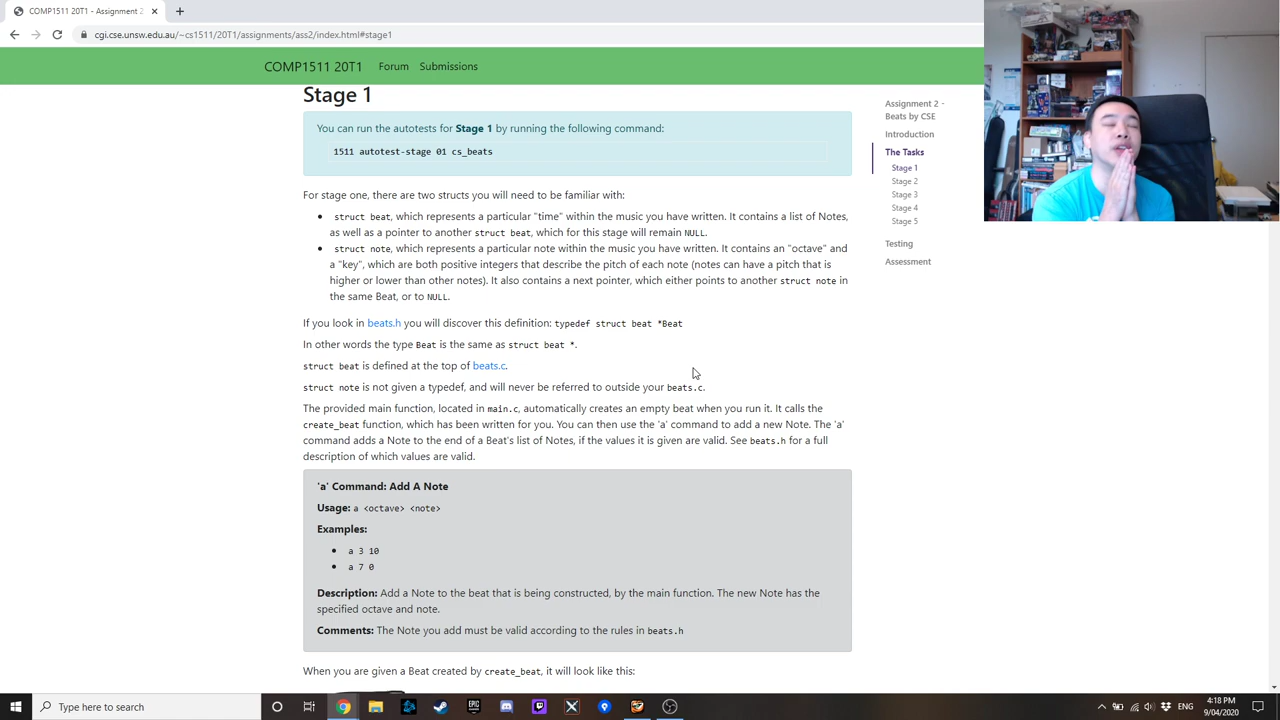 COMP1511 20T1 - Assignment 2
cgi.cse.unsw.edu.au/~cs1511/20T1/assignments/ass2/index.html#stage1
COMP1511 20T1 Forum Submissions
Stage 1
You can run the autotests for Stage 1 by running the following command:
1511 autotest-stage 01 cs_beats
For stage one, there are two structs you will need to be familiar with:
struct beat, which represents a particular "time" within the music you have written. It contains a list of Notes,
as well as a pointer to another struct beat, which for this stage will remain NULL.
struct note, which represents a particular note within the music you have written. It contains an "octave" and
a "key", which are both positive integers that describe the pitch of each note (notes can have a pitch that is
higher or lower than other notes). It also contains a next pointer, which either points to another struct note in
the same Beat, or to NULL.
If you look in beats.h you will discover this definition: typedef struct beat *Beat
In other words the type Beat is the same as struct beat *.
struct beat is defined at the top of beats.c.
struct note is not given a typedef, and will never be referred to outside your beats.c.
The provided main function, located in main.c, automatically creates an empty beat when you run it. It calls the
create_beat function, which has been written for you. You can then use the 'a' command to add a new Note. The 'a'
command adds a Note to the end of a Beat's list of Notes, if the values it is given are valid. See beats.h for a full
description of which values are valid.
'a' Command: Add A Note
Usage: a <octave> <note>
Examples:
a 3 10
a 7 0
Description: Add a Note to the beat that is being constructed, by the main function. The new Note has the
specified octave and note.
Comments: The Note you add must be valid according to the rules in beats.h
When you are given a Beat created by create_beat, it will look like this:
Assignment 2 -
Beats by CSE
Introduction
The Tasks
Stage 1
Stage 2
Stage 3
Stage 4
Stage 5
Testing
Assessment
Type here to search
ENG
4:18 PM
9/04/2020